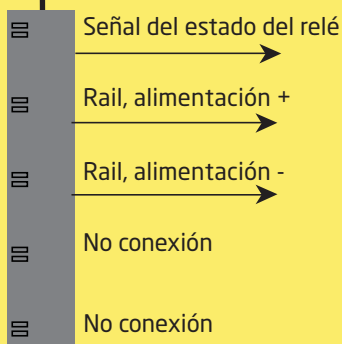 Señal del estado del relé
Rail, alimentación +
Rail, alimentación -
No conexión
No conexión